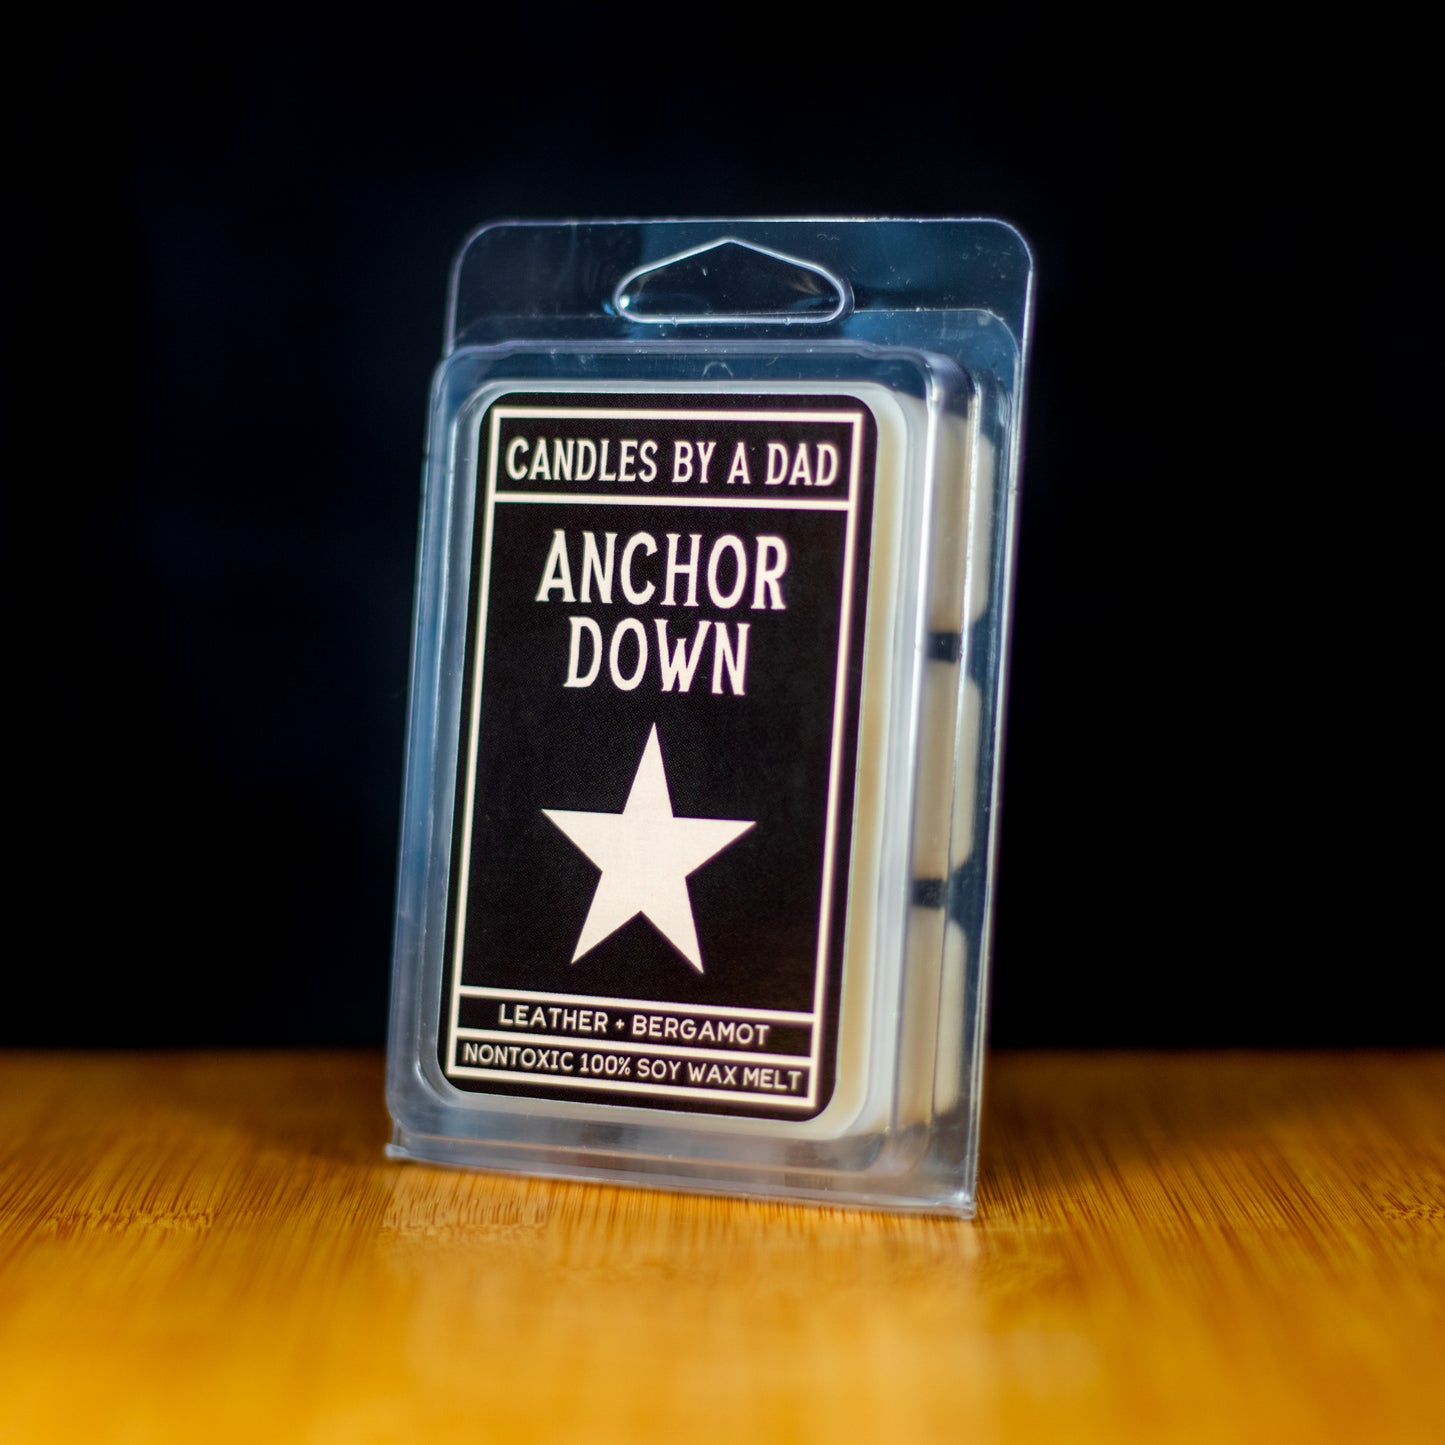 CANDLES BY A DAD
ANCHOR
DOWN
LEATHER + BERGAMOT
NONTOXIC 100% SOY WAX MELT